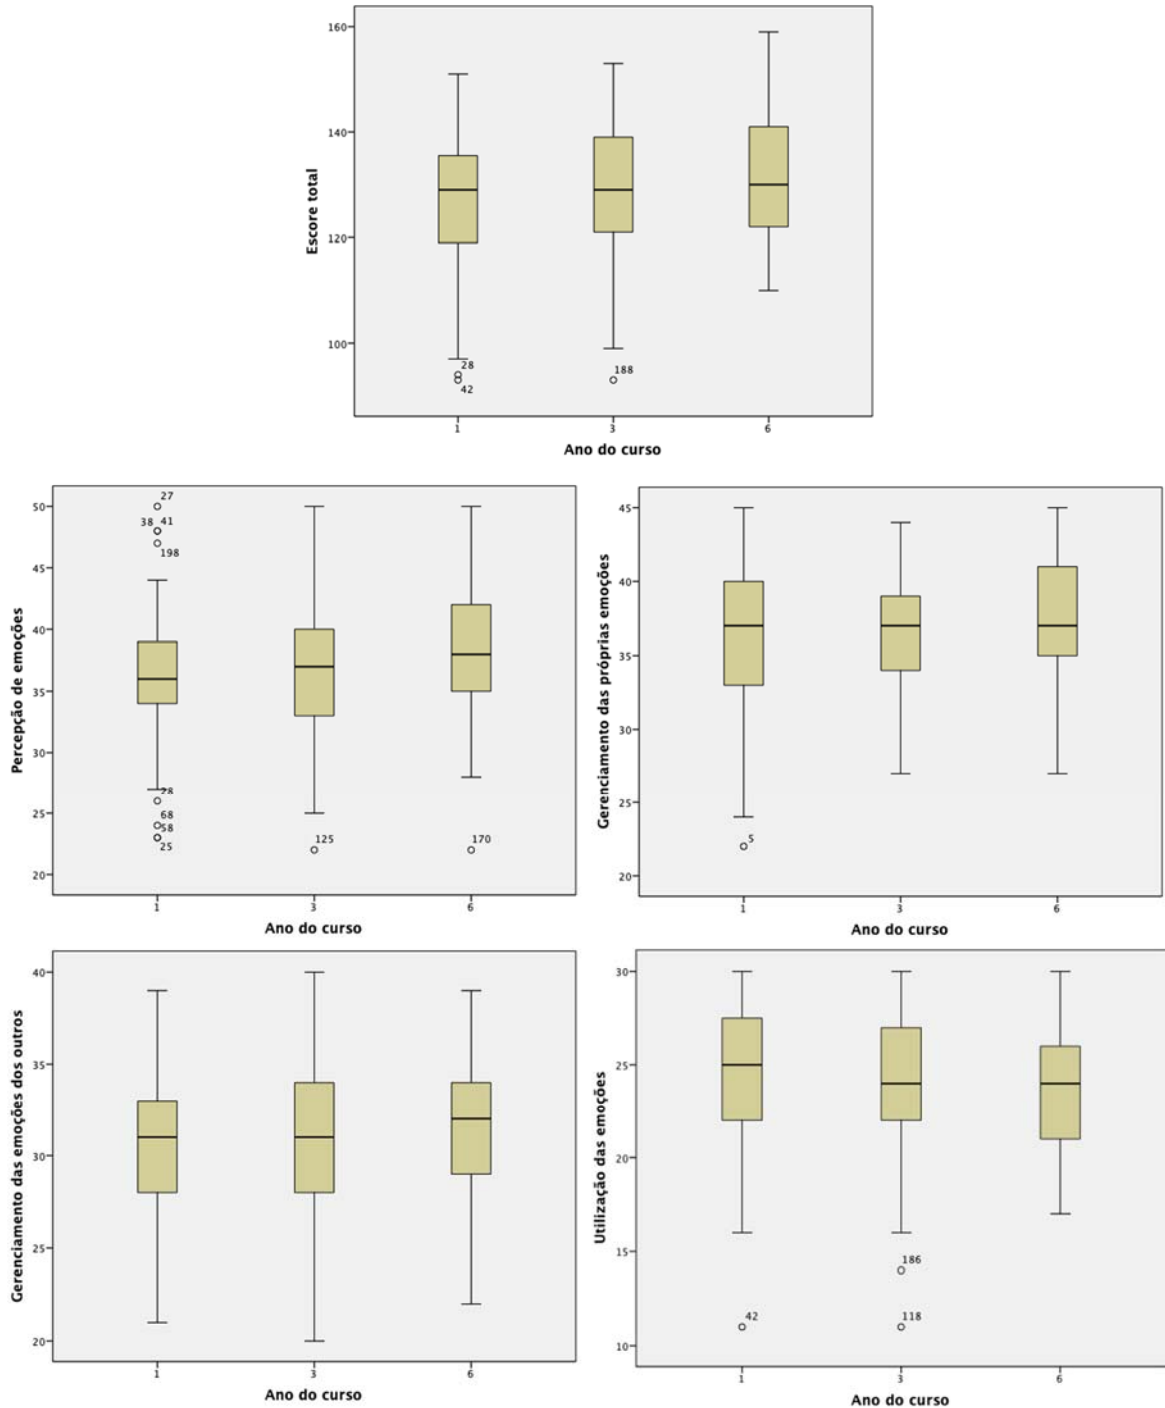 160
140
120
100
Escore total
28
42
188
1 3 6
Ano do curso
50
45
40
35
30
25
20
Percepção de emoções
27
38 41
198
28
68
58
25
125
170
1 3 6
Ano do curso
45
40
35
30
25
20
Gerenciamento das próprias emoções
5
1 3 6
Ano do curso
40
35
30
25
20
Gerenciamento das emoções dos outros
1 3 6
Ano do curso
30
25
20
15
10
Utilização das emoções
42
186
118
1 3 6
Ano do curso